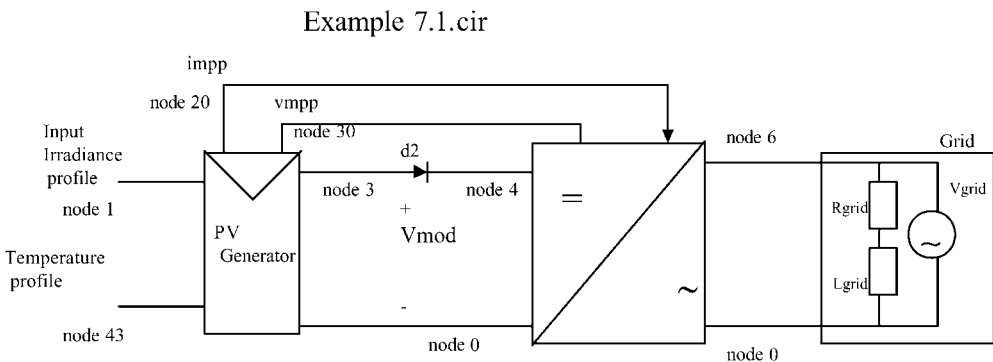 Example 7.1.cir
impp
node 20
vmpp
node 30
Input
Irradiance
profile
node 1
d2
node 3
node 4
node 6
Grid
+
Vmod
-
=
~
PV
Generator
Temperature
profile
node 43
node 0
node 0
Rgrid
Lgrid
Vgrid
~